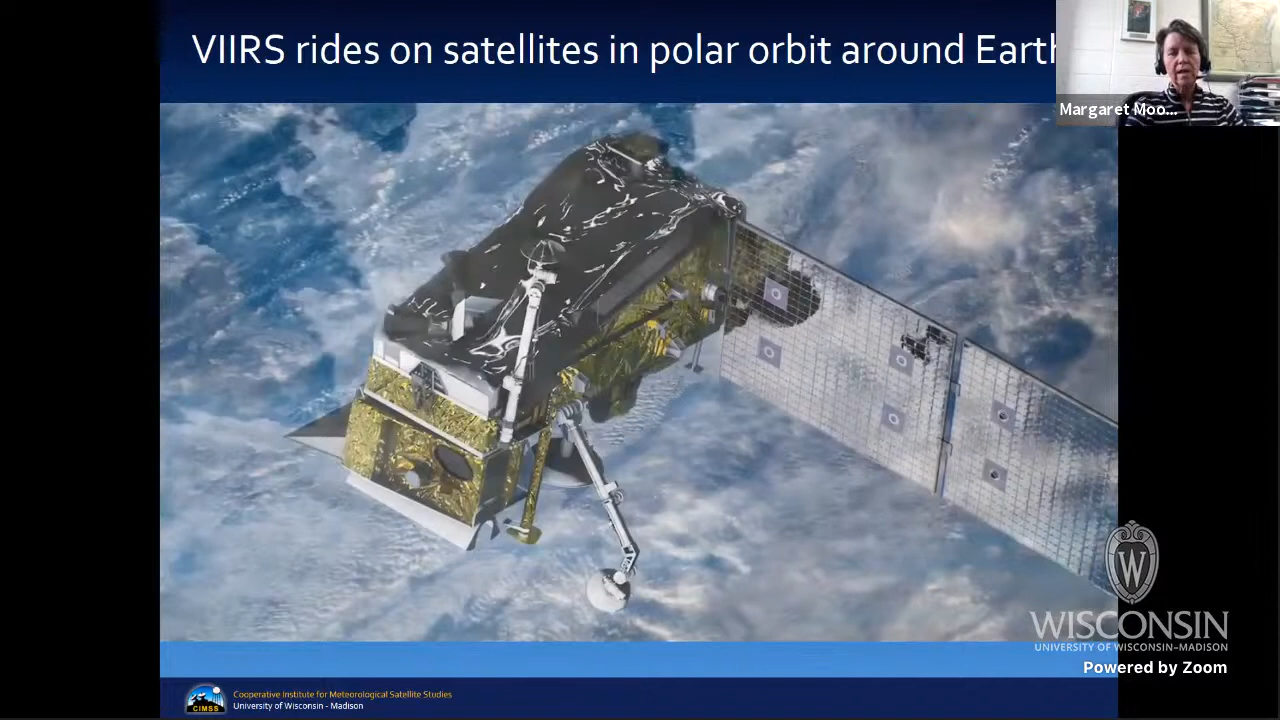 VIIRS rides on satellites in polar orbit around Earth
Margaret Moo...
W
WISCONSIN
UNIVERSITY OF WISCONSIN–MADISON
Powered by Zoom
CIMSS
Cooperative Institute for Meteorological Satellite Studies
University of Wisconsin - Madison